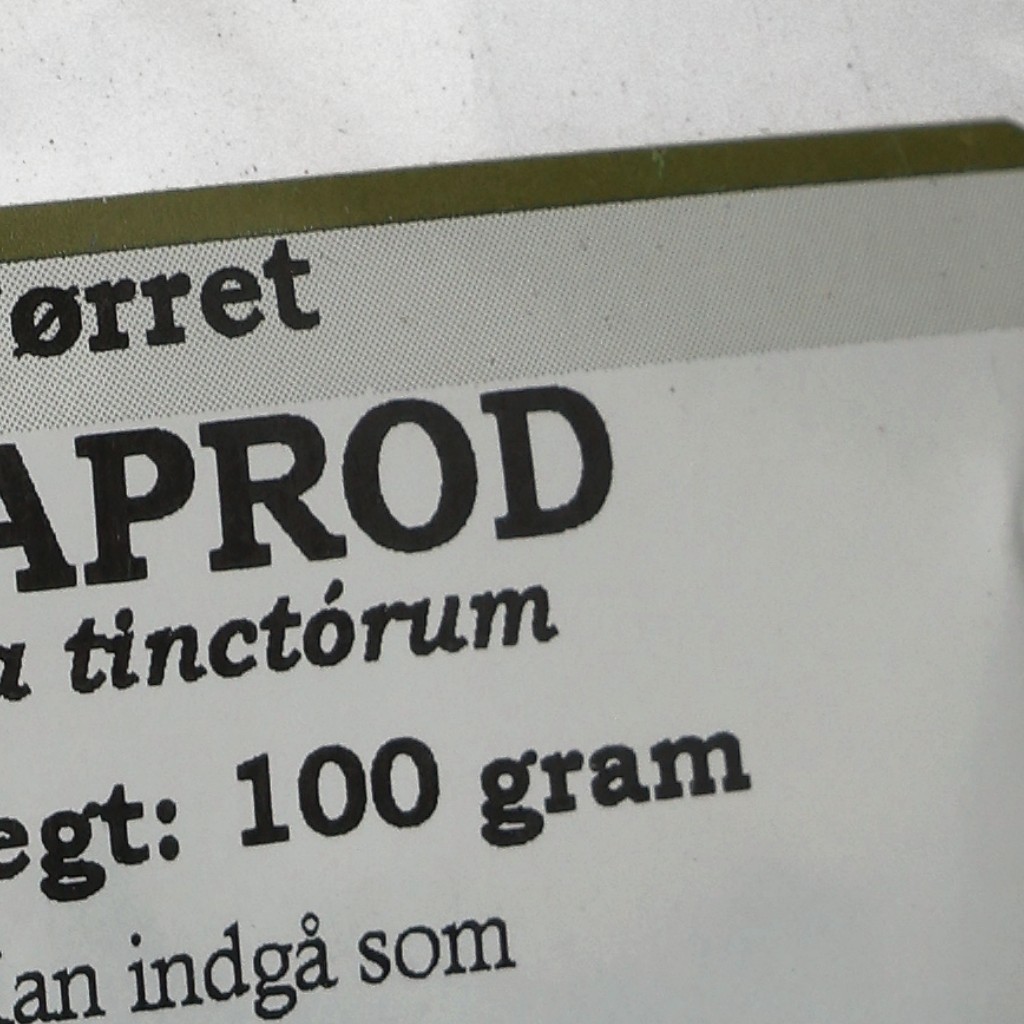 ørret
APROD
a tinctórum
egt: 100 gram
an indgå som